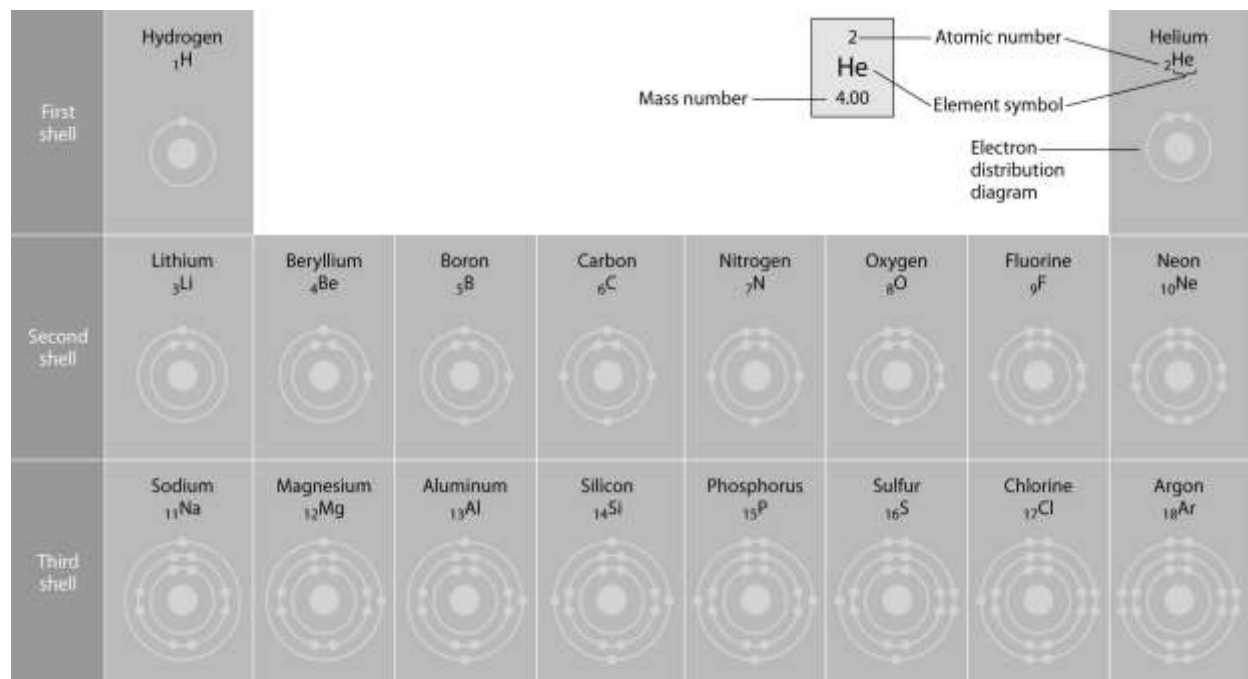 Hydrogen
₁H
2
He
4.00
Atomic number
Mass number
Element symbol
Electron
distribution
diagram
Helium
₂He
First
shell
Lithium
₃Li
Beryllium
₄Be
Boron
₅B
Carbon
₆C
Nitrogen
₇N
Oxygen
₈O
Fluorine
₉F
Neon
₁₀Ne
Second
shell
Sodium
₁₁Na
Magnesium
₁₂Mg
Aluminum
₁₃Al
Silicon
₁₄Si
Phosphorus
₁₅P
Sulfur
₁₆S
Chlorine
₁₇Cl
Argon
₁₈Ar
Third
shell